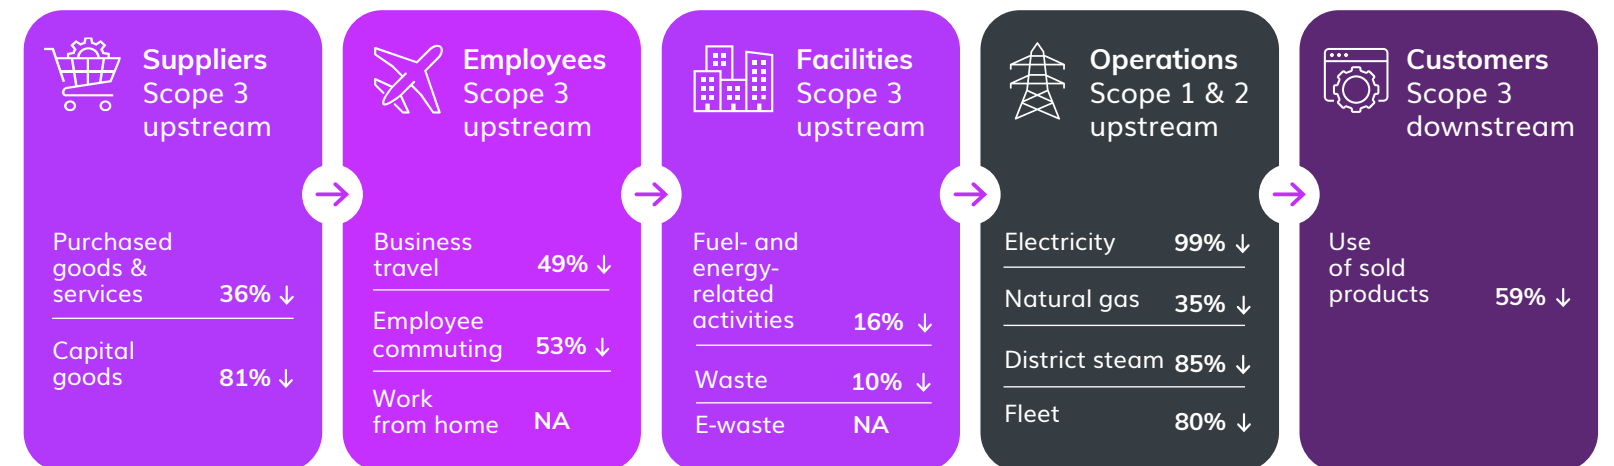 Suppliers
Scope 3
upstream
Purchased
goods &
services 36% ↓
Capital
goods 81% ↓
Employees
Scope 3
upstream
Business
travel 49% ↓
Employee
commuting 53% ↓
Work
from home NA
Facilities
Scope 3
upstream
Fuel- and
energy-
related
activities 16% ↓
Waste 10% ↓
E-waste NA
Operations
Scope 1 & 2
upstream
Electricity 99% ↓
Natural gas 35% ↓
District steam 85% ↓
Fleet 80% ↓
Customers
Scope 3
downstream
Use
of sold
products 59% ↓